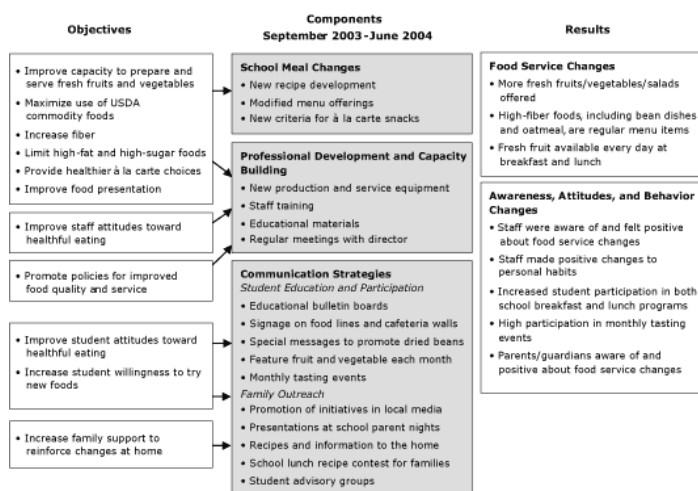 Objectives
Components
September 2003 -June 2004
Results
• Improve capacity to prepare and
serve fresh fruits and vegetables
• Maximize use of USDA
commodity foods
• Increase fiber
• Limit high-fat and high-sugar foods
• Provide healthier à la carte choices
• Improve food presentation
• Improve staff attitudes toward
healthful eating
• Promote policies for improved
food quality and service
• Improve student attitudes toward
healthful eating
• Increase student willingness to try
new foods
• Increase family support to
reinforce changes at home
School Meal Changes
• New recipe development
• Modified menu offerings
• New criteria for à la carte snacks
Professional Development and Capacity
Building
• New production and service equipment
• Staff training
• Educational materials
• Regular meetings with director
Communication Strategies
Student Education and Participation
• Educational bulletin boards
• Signage on food lines and cafeteria walls
• Special messages to promote dried beans
• Feature fruit and vegetable each month
• Monthly tasting events
Family Outreach
• Promotion of initiatives in local media
• Presentations at school parent nights
• Recipes and information to the home
• School lunch recipe contest for families
• Student advisory groups
Food Service Changes
• More fresh fruits/vegetables/salads
offered
• High-fiber foods, including bean dishes
and oatmeal, are regular menu items
• Fresh fruit available every day at
breakfast and lunch
Awareness, Attitudes, and Behavior
Changes
• Staff were aware of and felt positive
about food service changes
• Staff made positive changes to
personal habits
• Increased student participation in both
school breakfast and lunch programs
• High participation in monthly tasting
events
• Parents/guardians aware of and
positive about food service changes